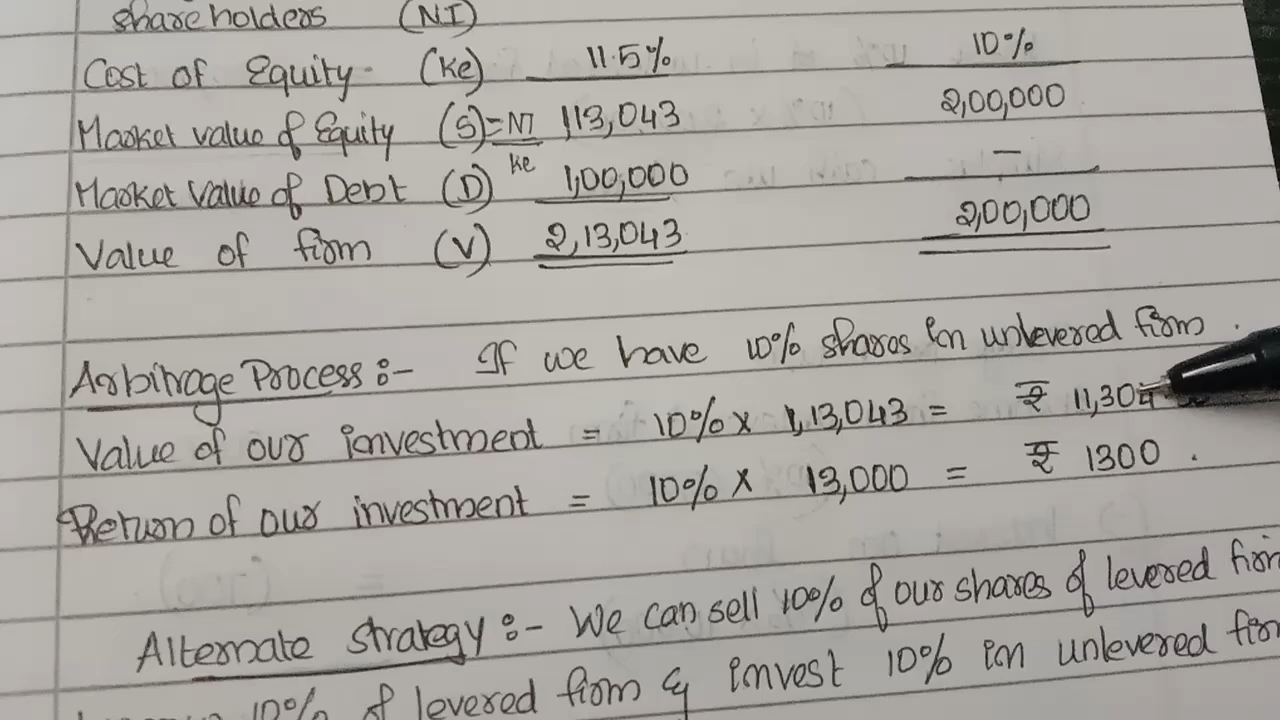 shareholders (NI)
Cost of Equity (Ke) 11.5% 10%
Market value of Equity (S)=NI/Ke 113,043 2,00,000
Market value of Debt (D) 1,00,000 —
Value of firm (V) 2,13,043 2,00,000
Arbitrage Process :- If we have 10% shares in unlevered firm.
Value of our investment = 10% x 1,13,043 = ₹ 11,304
Return of our investment = 10% x 13,000 = ₹ 1300.
Alternate strategy :- We can sell 10% of our shares of levered firm
10% of levered firm & invest 10% in unlevered firm